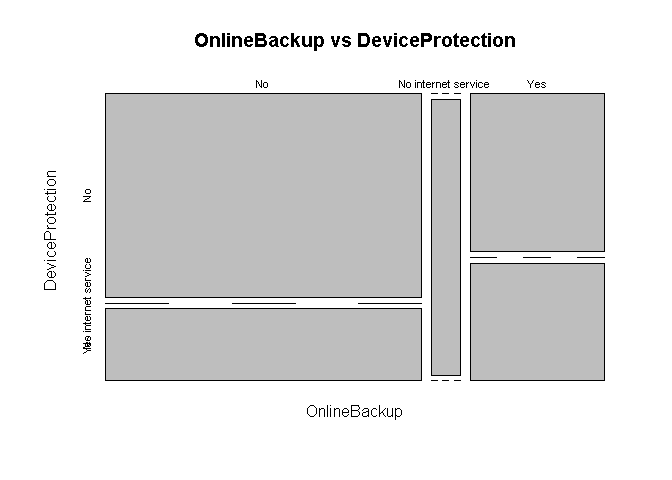 OnlineBackup vs DeviceProtection
No
No internet service
Yes
DeviceProtection
No
No internet service
Yes
OnlineBackup